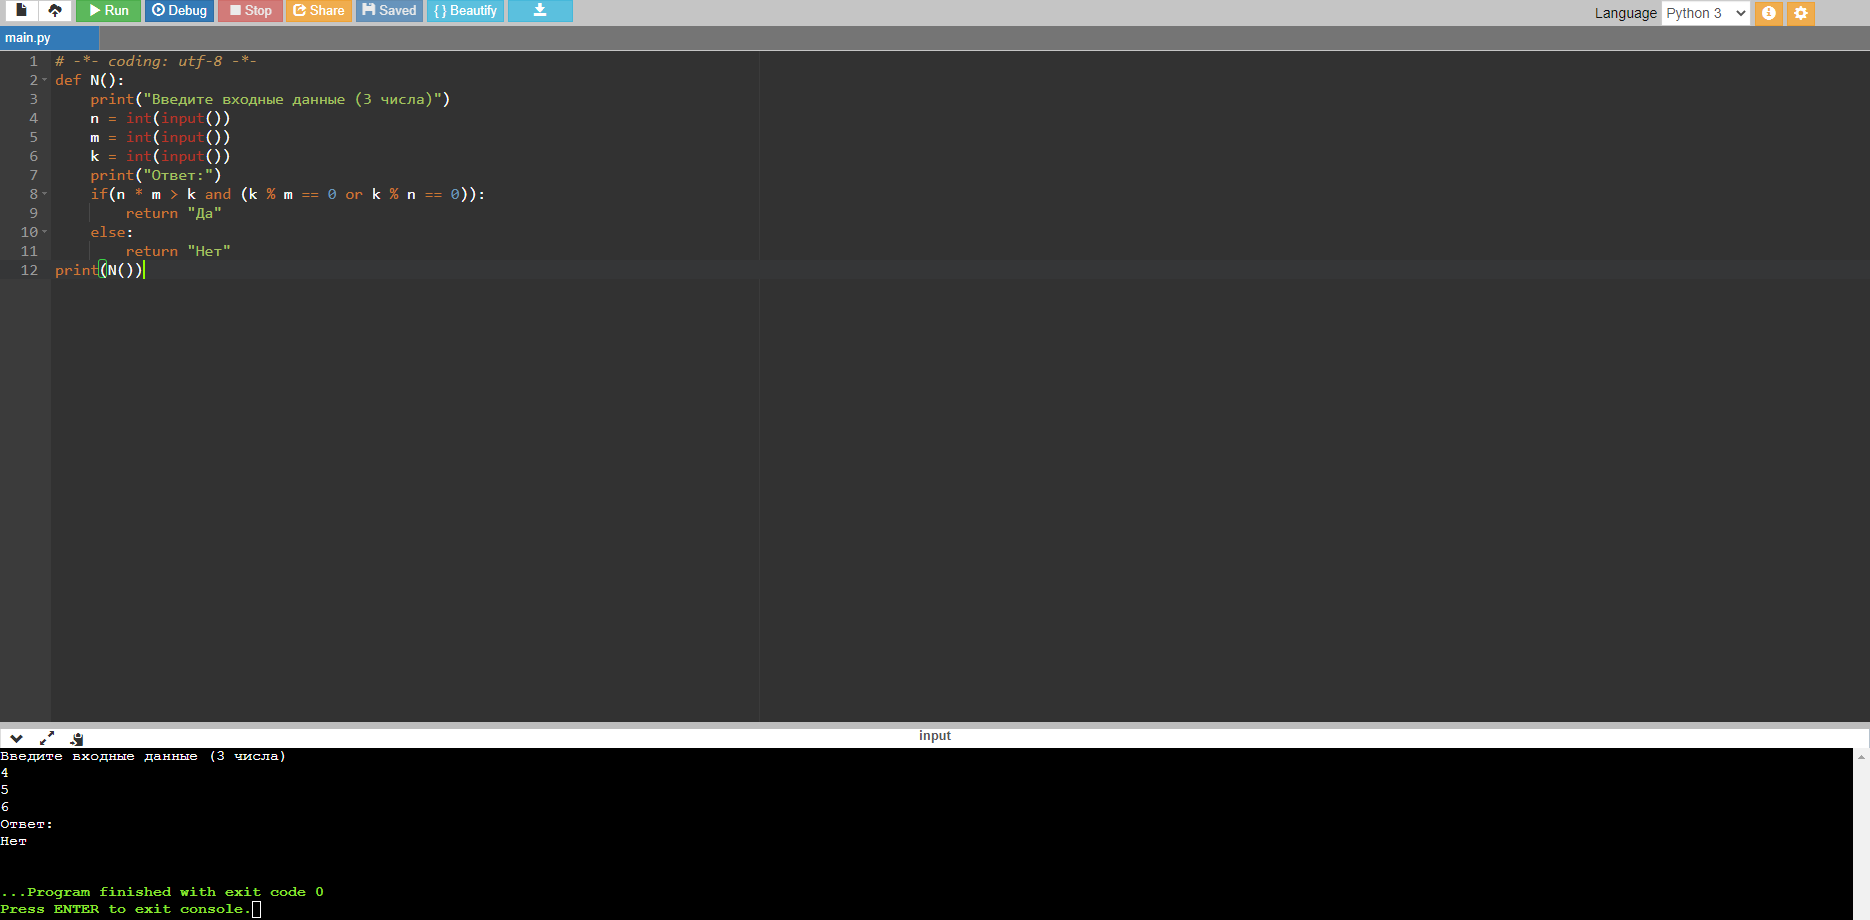 Run Debug Stop Share Saved { } Beautify Language Python 3
main.py
1 # -*- coding: utf-8 -*-
2 def N():
3     print("Введите входные данные (3 числа)")
4     n = int(input())
5     m = int(input())
6     k = int(input())
7     print("Ответ:")
8     if(n * m > k and (k % m == 0 or k % n == 0)):
9         return "Да"
10     else:
11         return "Нет"
12 print(N())
input
Введите входные данные (3 числа)
4
5
6
Ответ:
Нет
...Program finished with exit code 0
Press ENTER to exit console.